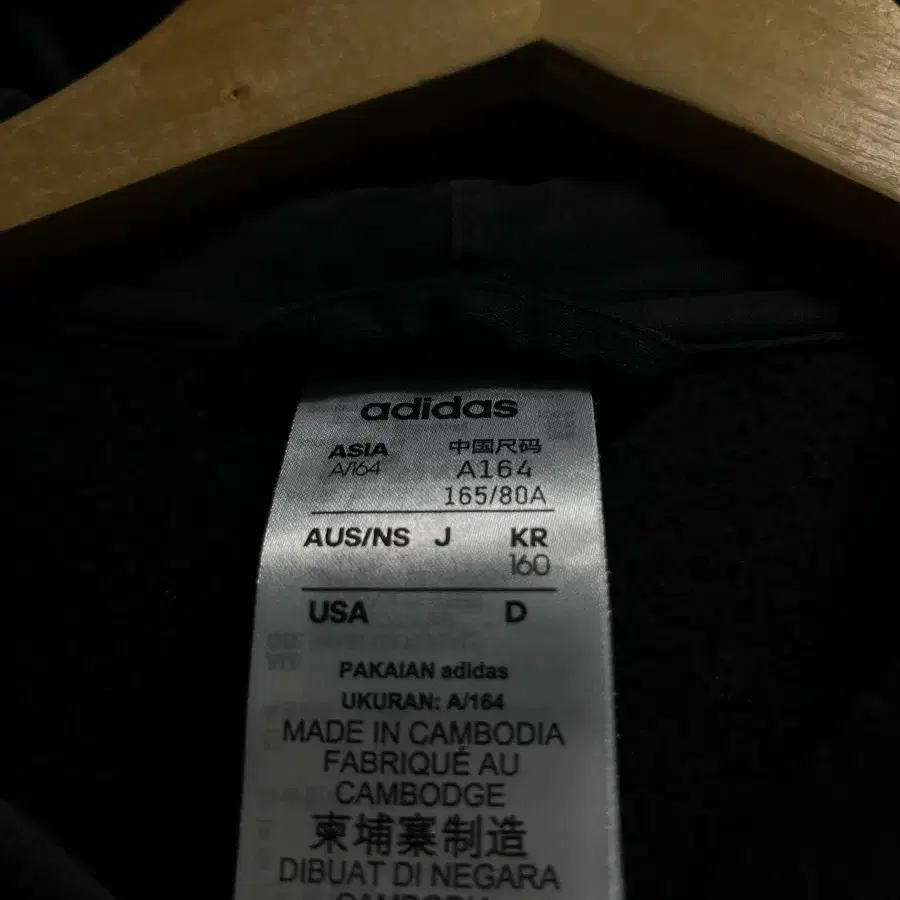 adidas
ASIA 中国尺码
A/164 A164
165/80A
AUS/NS J KR
160
USA D
PAKAIAN adidas
UKURAN: A/164
MADE IN CAMBODIA
FABRIQUÉ AU
CAMBODGE
柬埔寨制造
DIBUAT DI NEGARA